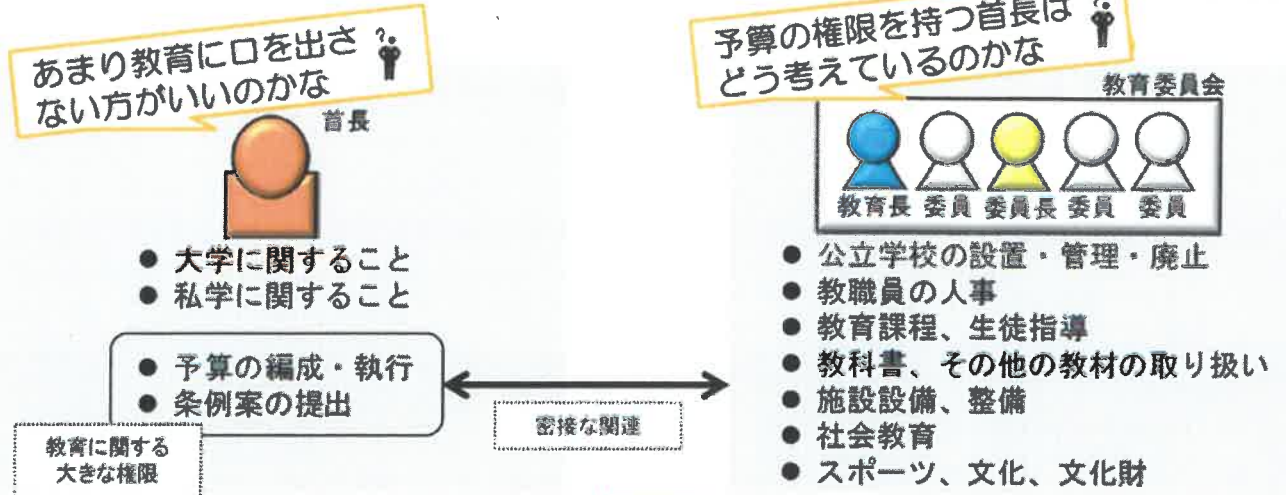 あまり教育に口を出さ
ない方がいいのかな
首長
● 大学に関すること
● 私学に関すること
● 予算の編成・執行
● 条例案の提出
教育に関する
大きな権限
密接な関連
予算の権限を持つ首長は
どう考えているのかな
教育委員会
教育長 委員 委員長 委員 委員
● 公立学校の設置・管理・廃止
● 教職員の人事
● 教育課程、生徒指導
● 教科書、その他の教材の取り扱い
● 施設設備、整備
● 社会教育
● スポーツ、文化、文化財